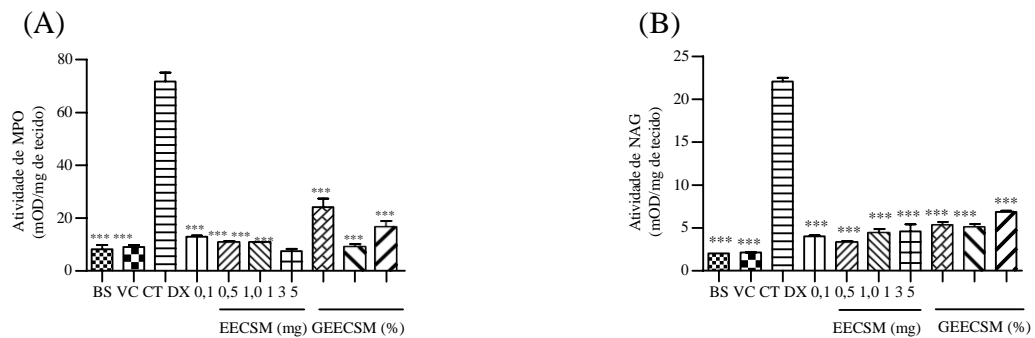 (A)
Atividade de MPO
(mOD/mg de tecido)
80
60
40
20
0
*** *** *** *** *** *** *** *** ***
BS VC CT DX 0,1 0,5 1,0 1 3 5
EECSM (mg) GEECSM (%)
(B)
Atividade de NAG
(mOD/mg de tecido)
25
20
15
10
5
0
*** *** *** *** *** *** *** *** ***
BS VC CT DX 0,1 0,5 1,0 1 3 5
EECSM (mg) GEECSM (%)